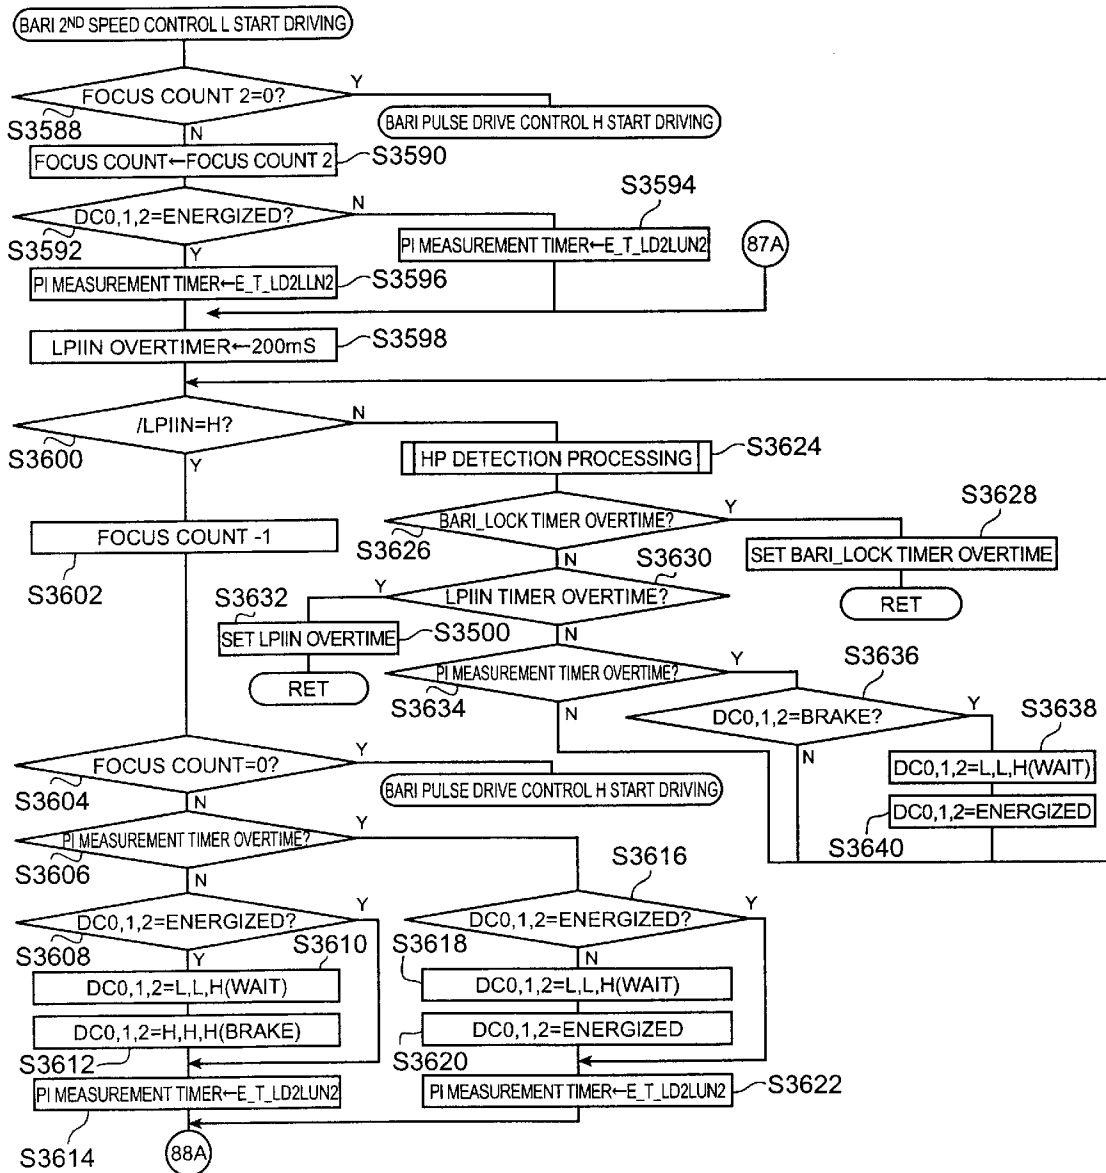 BARI 2ND SPEED CONTROL L START DRIVING
FOCUS COUNT 2=0?
Y
S3588
N
BARI PULSE DRIVE CONTROL H START DRIVING
FOCUS COUNT←FOCUS COUNT 2
S3590
DC0,1,2=ENERGIZED?
N
S3594
S3592
Y
PI MEASUREMENT TIMER←E_T_LD2LUN2
87A
PI MEASUREMENT TIMER←E_T_LD2LLN2
S3596
LPIIN OVERTIMER←200mS
S3598
/LPIIN=H?
N
S3600
Y
HP DETECTION PROCESSING
S3624
BARI_LOCK TIMER OVERTIME?
Y
S3628
S3626
N
SET BARI_LOCK TIMER OVERTIME
RET
FOCUS COUNT -1
S3602
S3630
Y
LPIIN TIMER OVERTIME?
S3632
N
SET LPIIN OVERTIME
S3500
RET
PI MEASUREMENT TIMER OVERTIME?
Y
S3634
N
S3636
DC0,1,2=BRAKE?
Y
S3638
N
DC0,1,2=L,L,H(WAIT)
DC0,1,2=ENERGIZED
S3640
FOCUS COUNT=0?
Y
S3604
N
BARI PULSE DRIVE CONTROL H START DRIVING
PI MEASUREMENT TIMER OVERTIME?
Y
S3606
N
S3616
DC0,1,2=ENERGIZED?
Y
S3608
Y
S3610
DC0,1,2=L,L,H(WAIT)
DC0,1,2=H,H,H(BRAKE)
S3612
PI MEASUREMENT TIMER←E_T_LD2LUN2
S3614
DC0,1,2=ENERGIZED?
Y
S3618
N
DC0,1,2=L,L,H(WAIT)
DC0,1,2=ENERGIZED
S3620
PI MEASUREMENT TIMER←E_T_LD2LUN2
S3622
88A